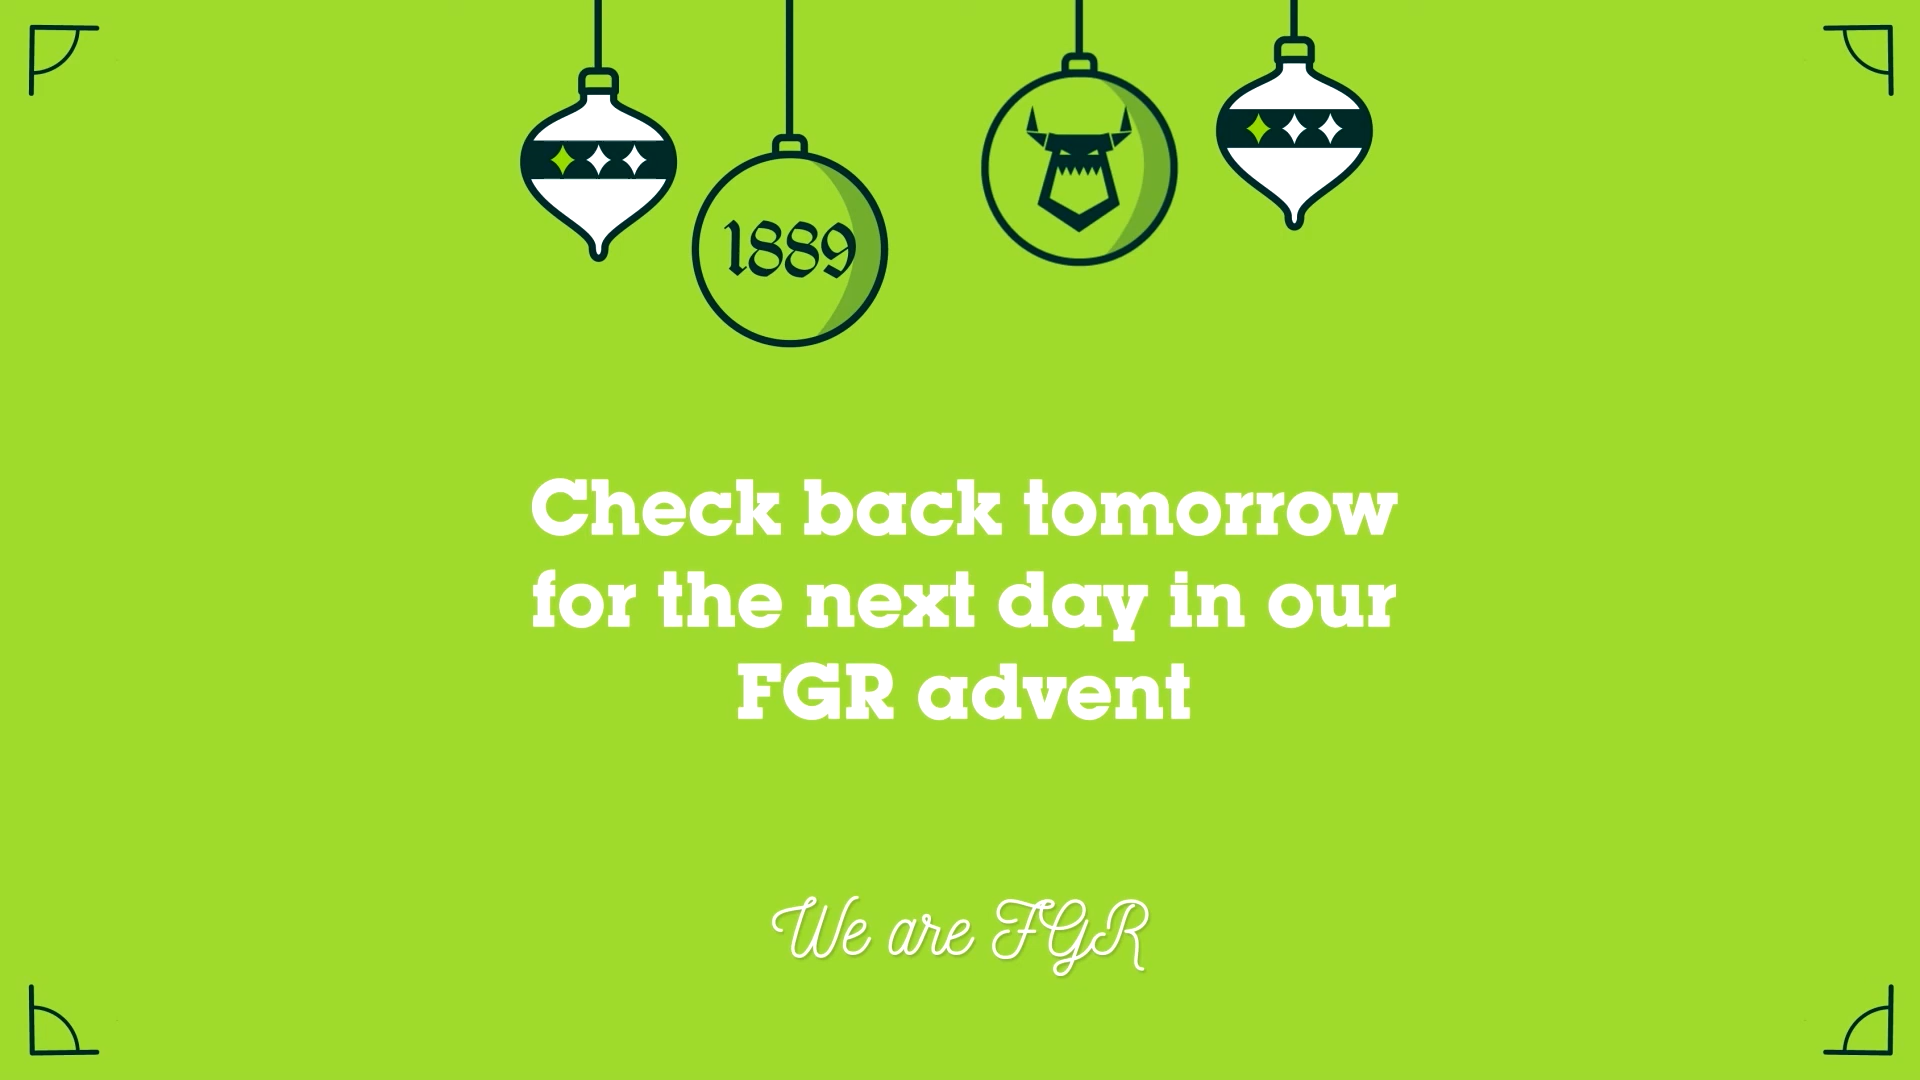 1889
Check back tomorrow
for the next day in our
FGR advent
We are FGR